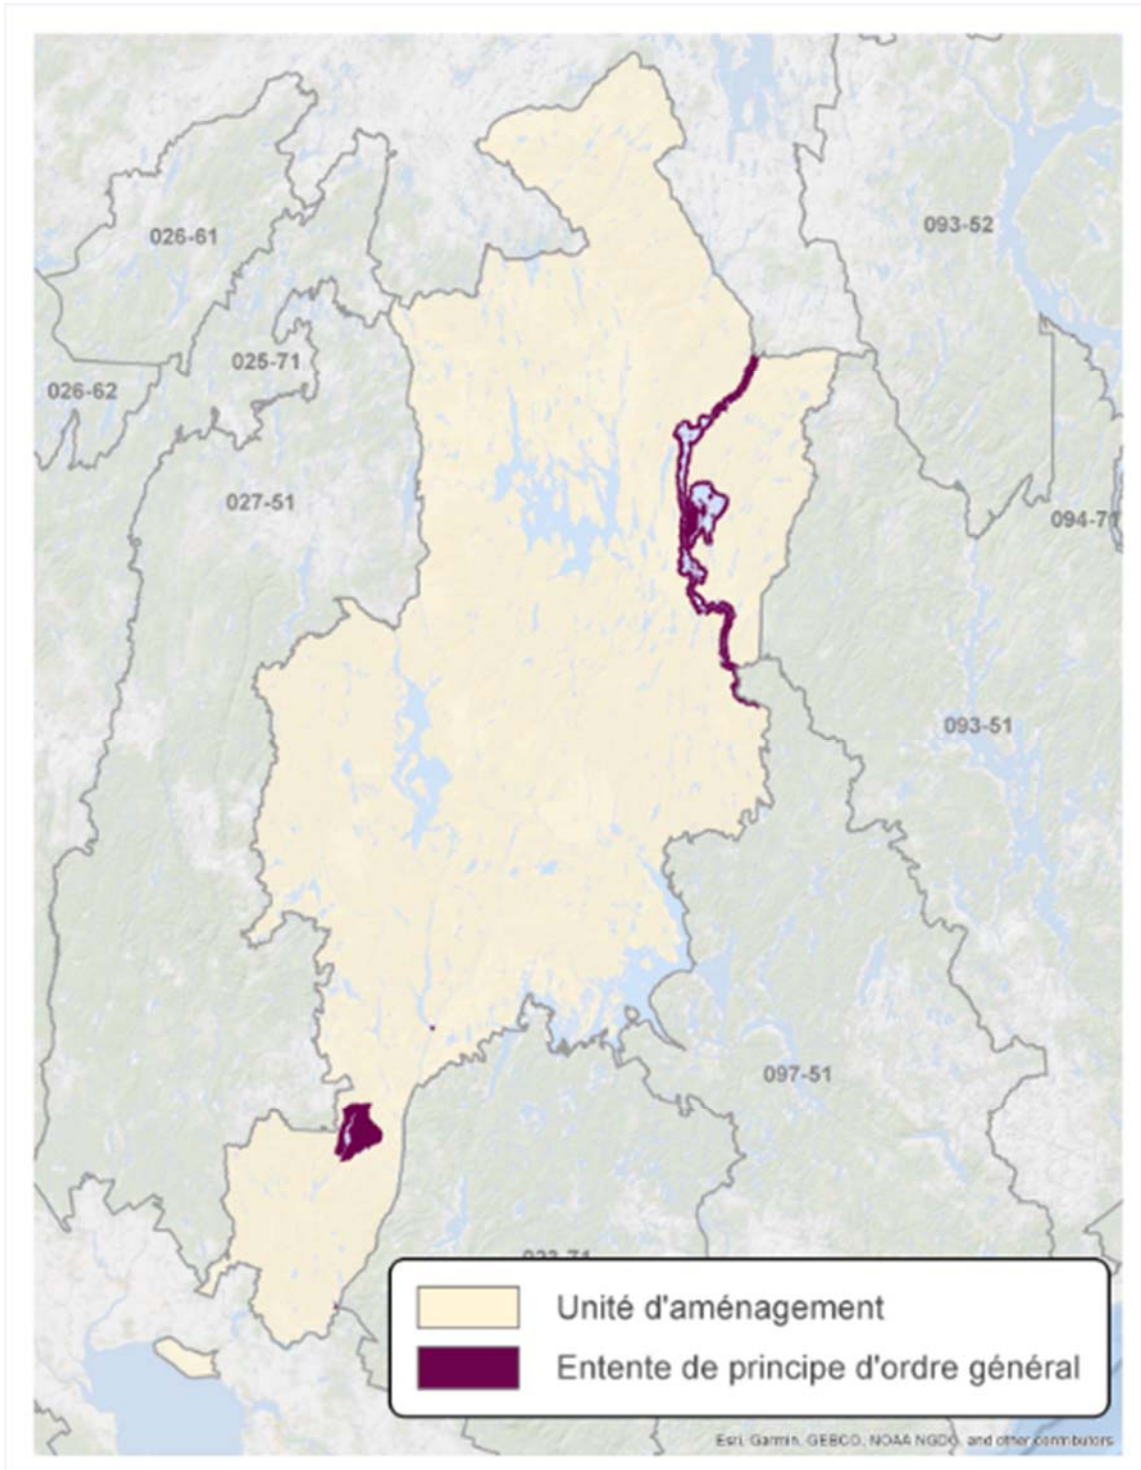 026-61
093-52
025-71
026-62
027-51
094-71
093-51
097-51
Unité d'aménagement
Entente de principe d'ordre général
Esri, Garmin, GEBCO, NOAA NGDC, and other contributors